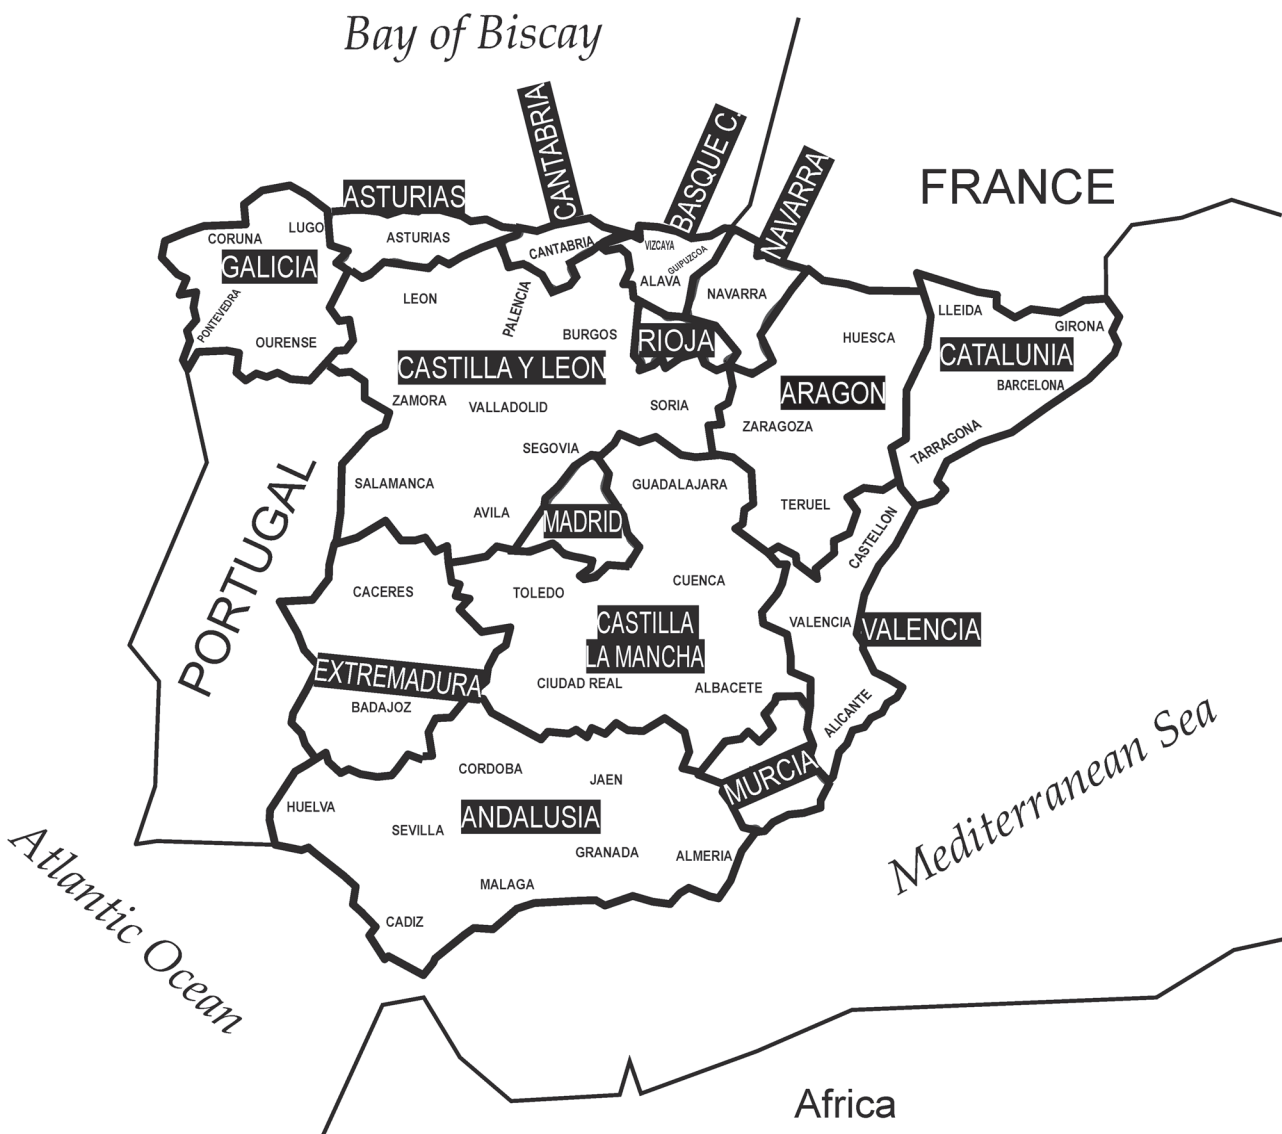 Bay of Biscay
CANTABRIA
BASQUE C.
NAVARRA
FRANCE
ASTURIAS
LUGO
CORUNA
ASTURIAS
CANTABRIA
VIZCAYA
GUIPUZCOA
GALICIA
ALAVA
LEON
PALENCIA
NAVARRA
PONTEVEDRA
LLEIDA
GIRONA
BURGOS
RIOJA
HUESCA
OURENSE
CATALUNIA
CASTILLA Y LEON
BARCELONA
ARAGON
ZAMORA
VALLADOLID
SORIA
ZARAGOZA
TARRAGONA
SEGOVIA
SALAMANCA
GUADALAJARA
AVILA
MADRID
TERUEL
CASTELLON
PORTUGAL
CACERES
TOLEDO
CUENCA
CASTILLA
LA MANCHA
VALENCIA
VALENCIA
EXTREMADURA
CIUDAD REAL
ALBACETE
BADAJOZ
ALICANTE
Mediterranean Sea
CORDOBA
JAEN
MURCIA
HUELVA
ANDALUSIA
SEVILLA
GRANADA
ALMERIA
MALAGA
CADIZ
Atlantic Ocean
Africa